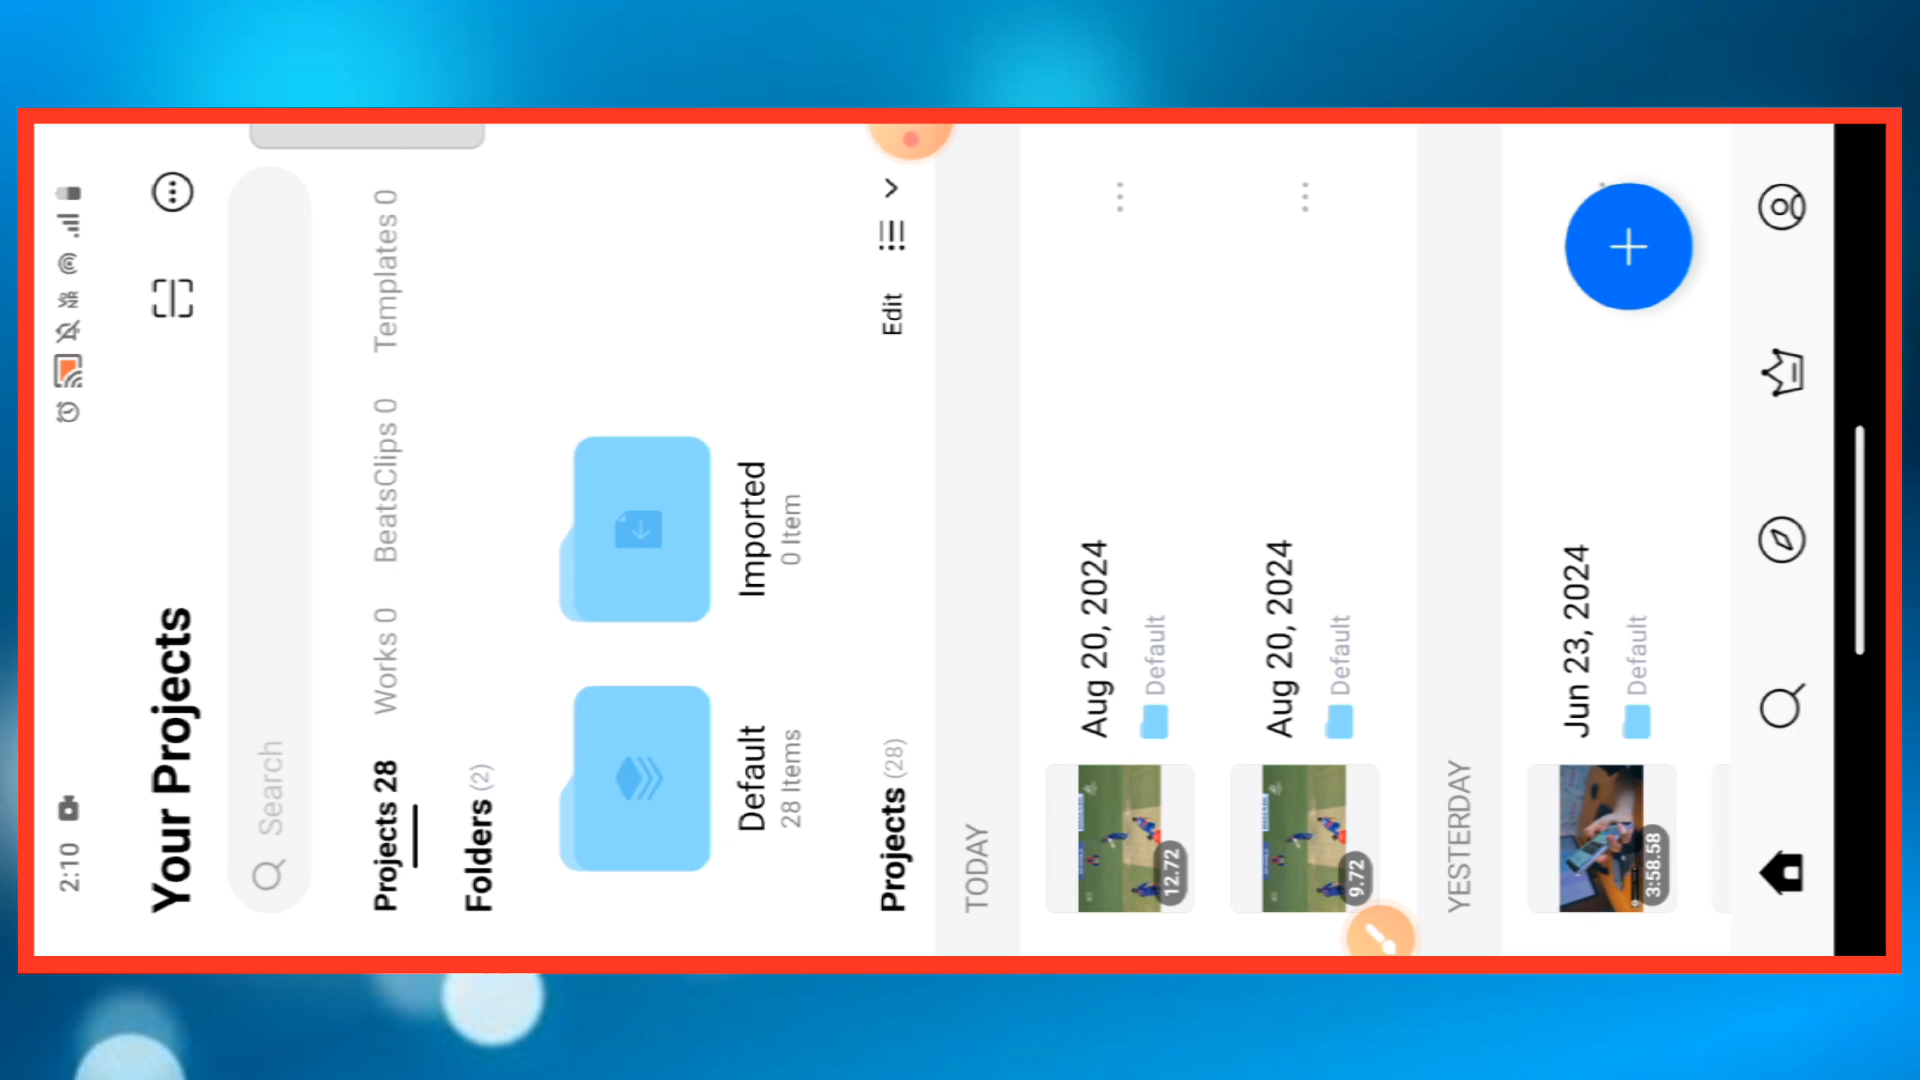 2:10
Your Projects
Search
Projects 28 Works 0 BeatsClips 0 Templates 0
Folders (2)
Default
28 Items
Imported
0 Item
Projects (28) Edit
TODAY
12.72
Aug 20, 2024
Default
9.72
Aug 20, 2024
Default
YESTERDAY
3:58.58
Jun 23, 2024
Default